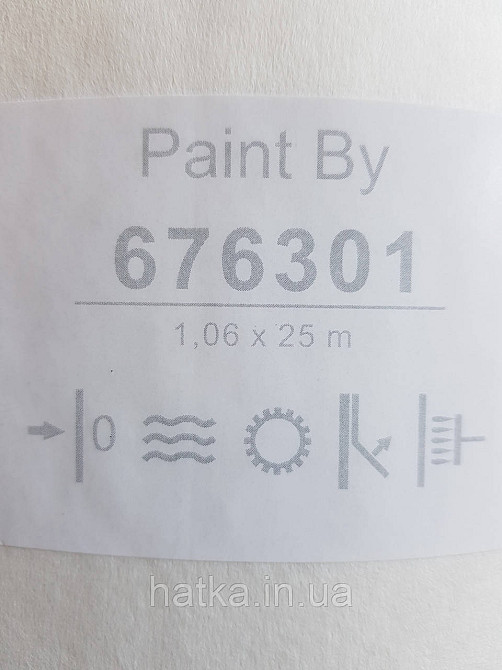 Paint By
676301
1,06 x 25 m
0
hatka.in.ua